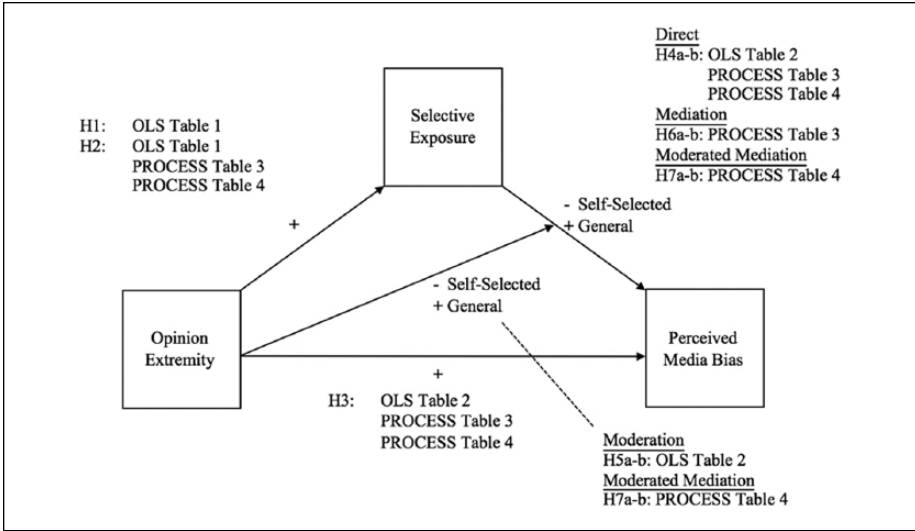 Direct
H4a-b: OLS Table 2
PROCESS Table 3
PROCESS Table 4
Mediation
H6a-b: PROCESS Table 3
Moderated Mediation
H7a-b: PROCESS Table 4
Selective
Exposure
H1: OLS Table 1
H2: OLS Table 1
PROCESS Table 3
PROCESS Table 4
+
- Self-Selected
+ General
- Self-Selected
+ General
Opinion
Extremity
Perceived
Media Bias
+
H3: OLS Table 2
PROCESS Table 3
PROCESS Table 4
Moderation
H5a-b: OLS Table 2
Moderated Mediation
H7a-b: PROCESS Table 4